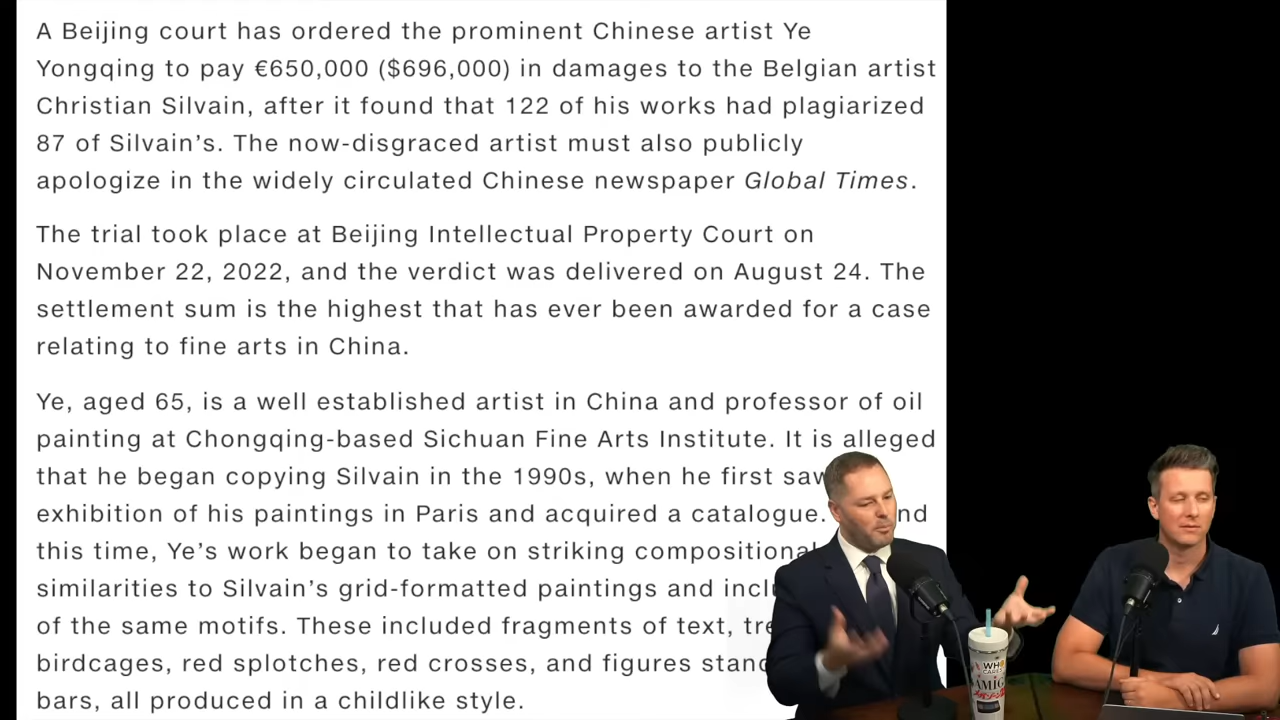 A Beijing court has ordered the prominent Chinese artist Ye
Yongqing to pay €650,000 ($696,000) in damages to the Belgian artist
Christian Silvain, after it found that 122 of his works had plagiarized
87 of Silvain’s. The now-disgraced artist must also publicly
apologize in the widely circulated Chinese newspaper Global Times.
The trial took place at Beijing Intellectual Property Court on
November 22, 2022, and the verdict was delivered on August 24. The
settlement sum is the highest that has ever been awarded for a case
relating to fine arts in China.
Ye, aged 65, is a well established artist in China and professor of oil
painting at Chongqing-based Sichuan Fine Arts Institute. It is alleged
that he began copying Silvain in the 1990s, when he first saw
exhibition of his paintings in Paris and acquired a catalogue. nd
this time, Ye’s work began to take on striking compositional
similarities to Silvain’s grid-formatted paintings and incl
of the same motifs. These included fragments of text, tre
birdcages, red splotches, red crosses, and figures stand
bars, all produced in a childlike style.
WHO
CARES
AMIG